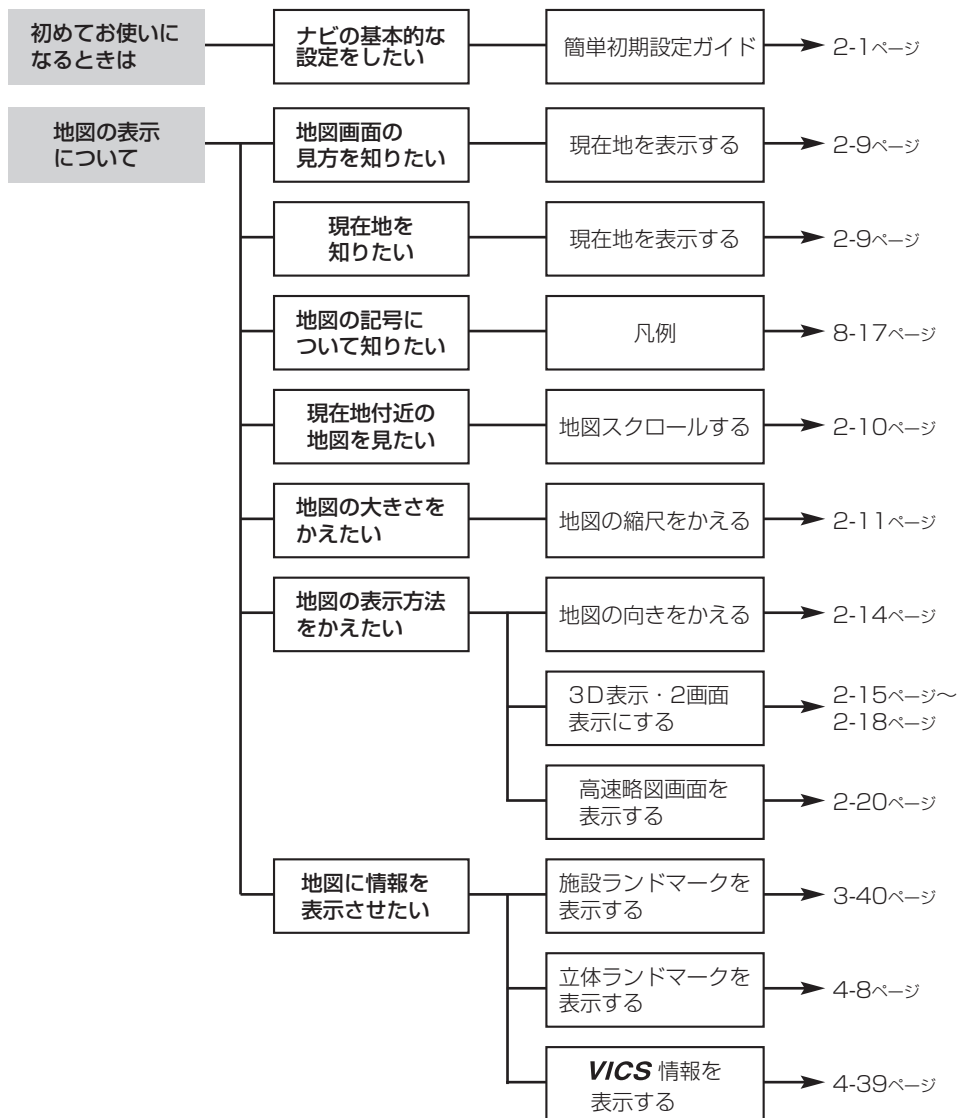 初めてお使いに
なるときは
ナビの基本的な
設定をしたい
簡単初期設定ガイド
2-1ページ
地図の表示
について
地図画面の
見方を知りたい
現在地を表示する
2-9ページ
現在地を
知りたい
現在地を表示する
2-9ページ
地図の記号に
ついて知りたい
凡例
8-17ページ
現在地付近の
地図を見たい
地図スクロールする
2-10ページ
地図の大きさを
かえたい
地図の縮尺をかえる
2-11ページ
地図の表示方法
をかえたい
地図の向きをかえる
2-14ページ
3D表示・2画面
表示にする
2-15ページ〜
2-18ページ
高速略図画面を
表示する
2-20ページ
地図に情報を
表示させたい
施設ランドマークを
表示する
3-40ページ
立体ランドマークを
表示する
4-8ページ
VICS 情報を
表示する
4-39ページ